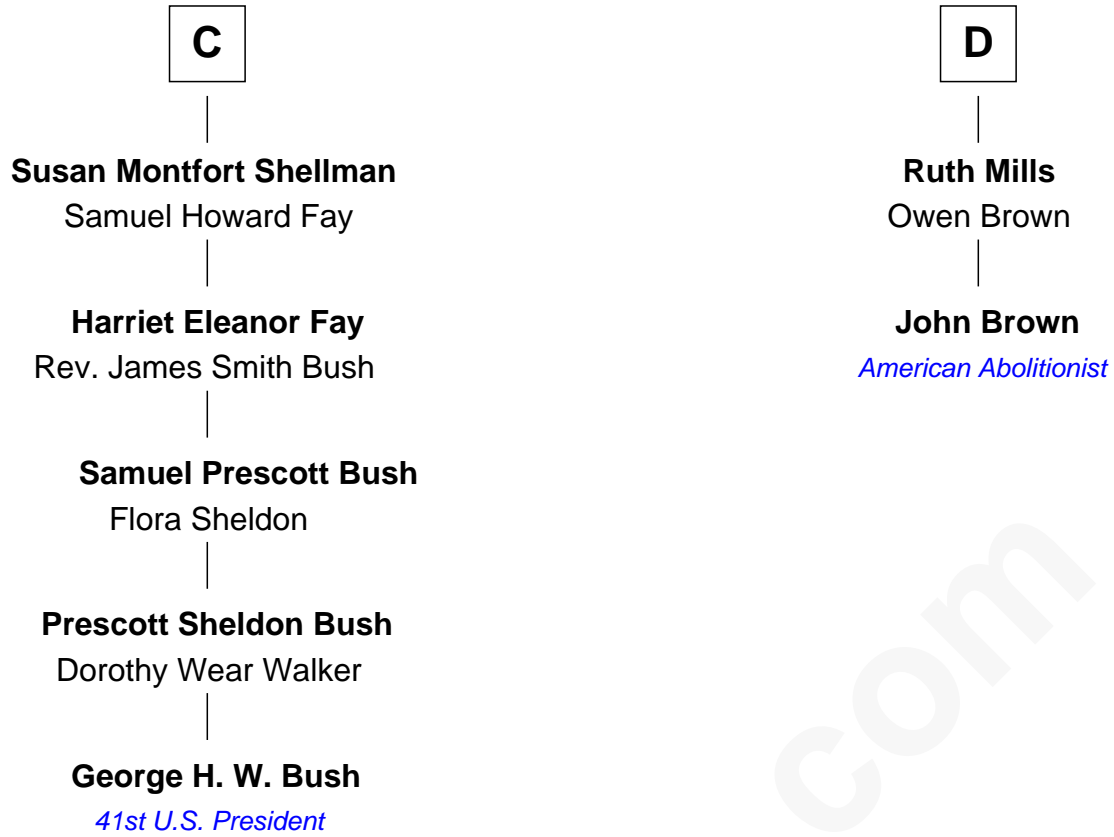 C
Susan Montfort Shellman
Samuel Howard Fay
Harriet Eleanor Fay
Rev. James Smith Bush
Samuel Prescott Bush
Flora Sheldon
Prescott Sheldon Bush
Dorothy Wear Walker
George H. W. Bush
41st U.S. President
D
Ruth Mills
Owen Brown
John Brown
American Abolitionist
com